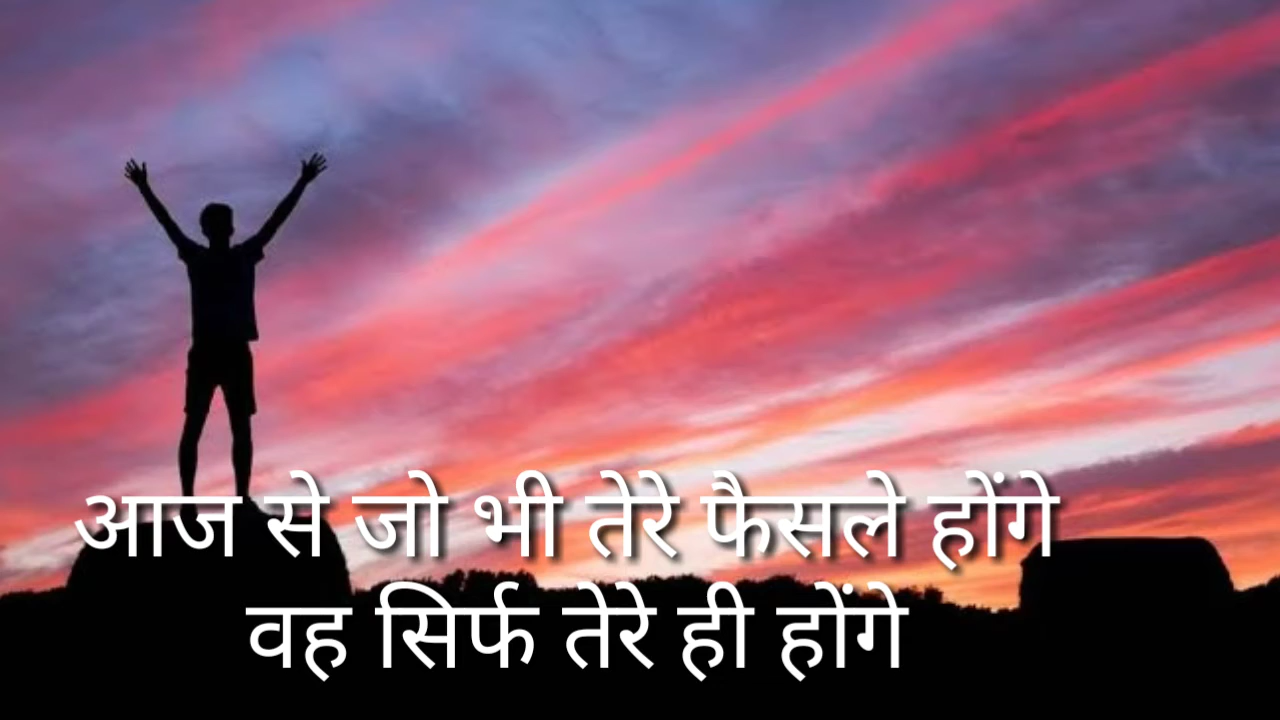 आज से जो भी तेरे फैसले होंगे
वह सिर्फ तेरे ही होंगे